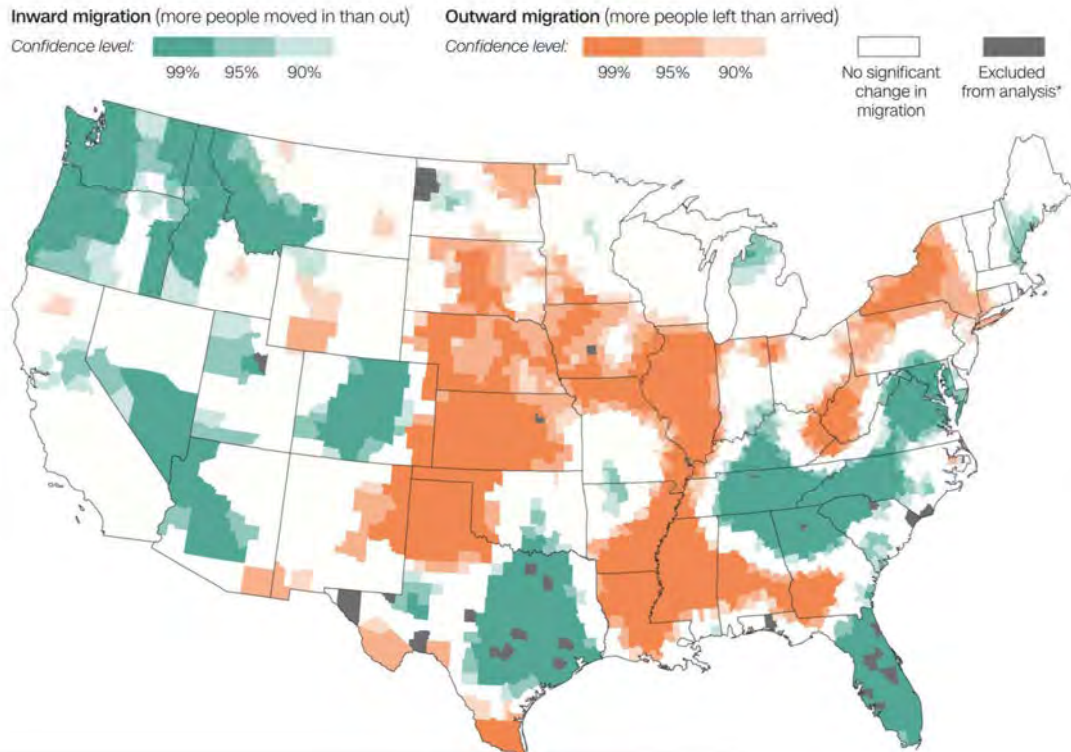 Inward migration (more people moved in than out)
Confidence level:
99% 95% 90%
Outward migration (more people left than arrived)
Confidence level:
99% 95% 90%
No significant
change in
migration
Excluded
from analysis*